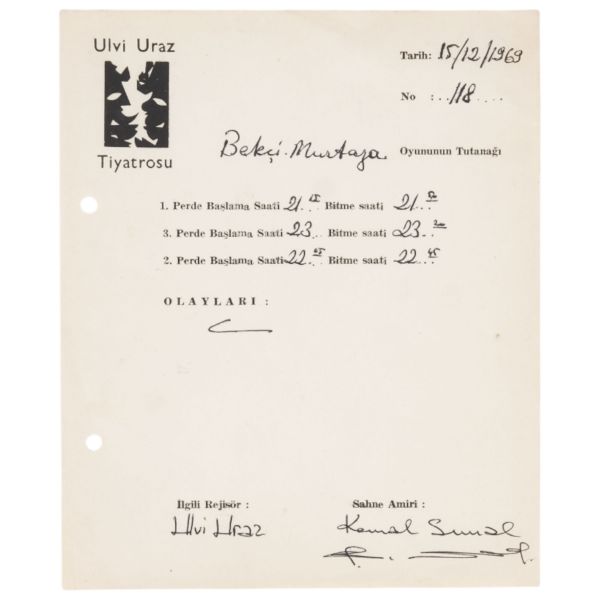 Ulvi Uraz
Tiyatrosu
Tarih: 15/12/1969
No : ..118....
Bekçi Murtaza Oyununun Tutanağı
1. Perde Başlama Saati 21.. Bitme saati 21..
3. Perde Başlama Saati 23.. Bitme saati 23..
2. Perde Başlama Saati 22.. Bitme saati 22.. 45
OLAYLARI :
İlgili Rejisör : Sahne Amiri :
Ulvi Uraz Kemal Sunal